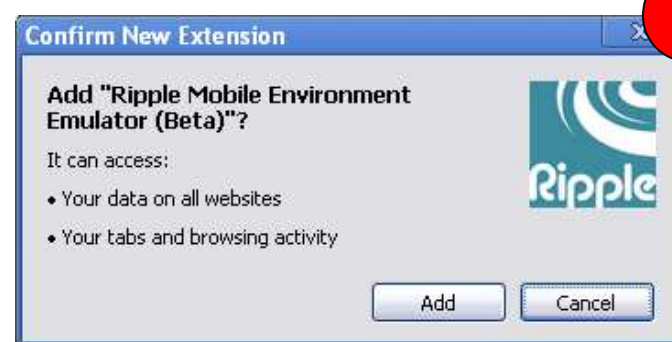 Confirm New Extension
Add "Ripple Mobile Environment
Emulator (Beta)"?
It can access:
• Your data on all websites
• Your tabs and browsing activity
Ripple
Add
Cancel